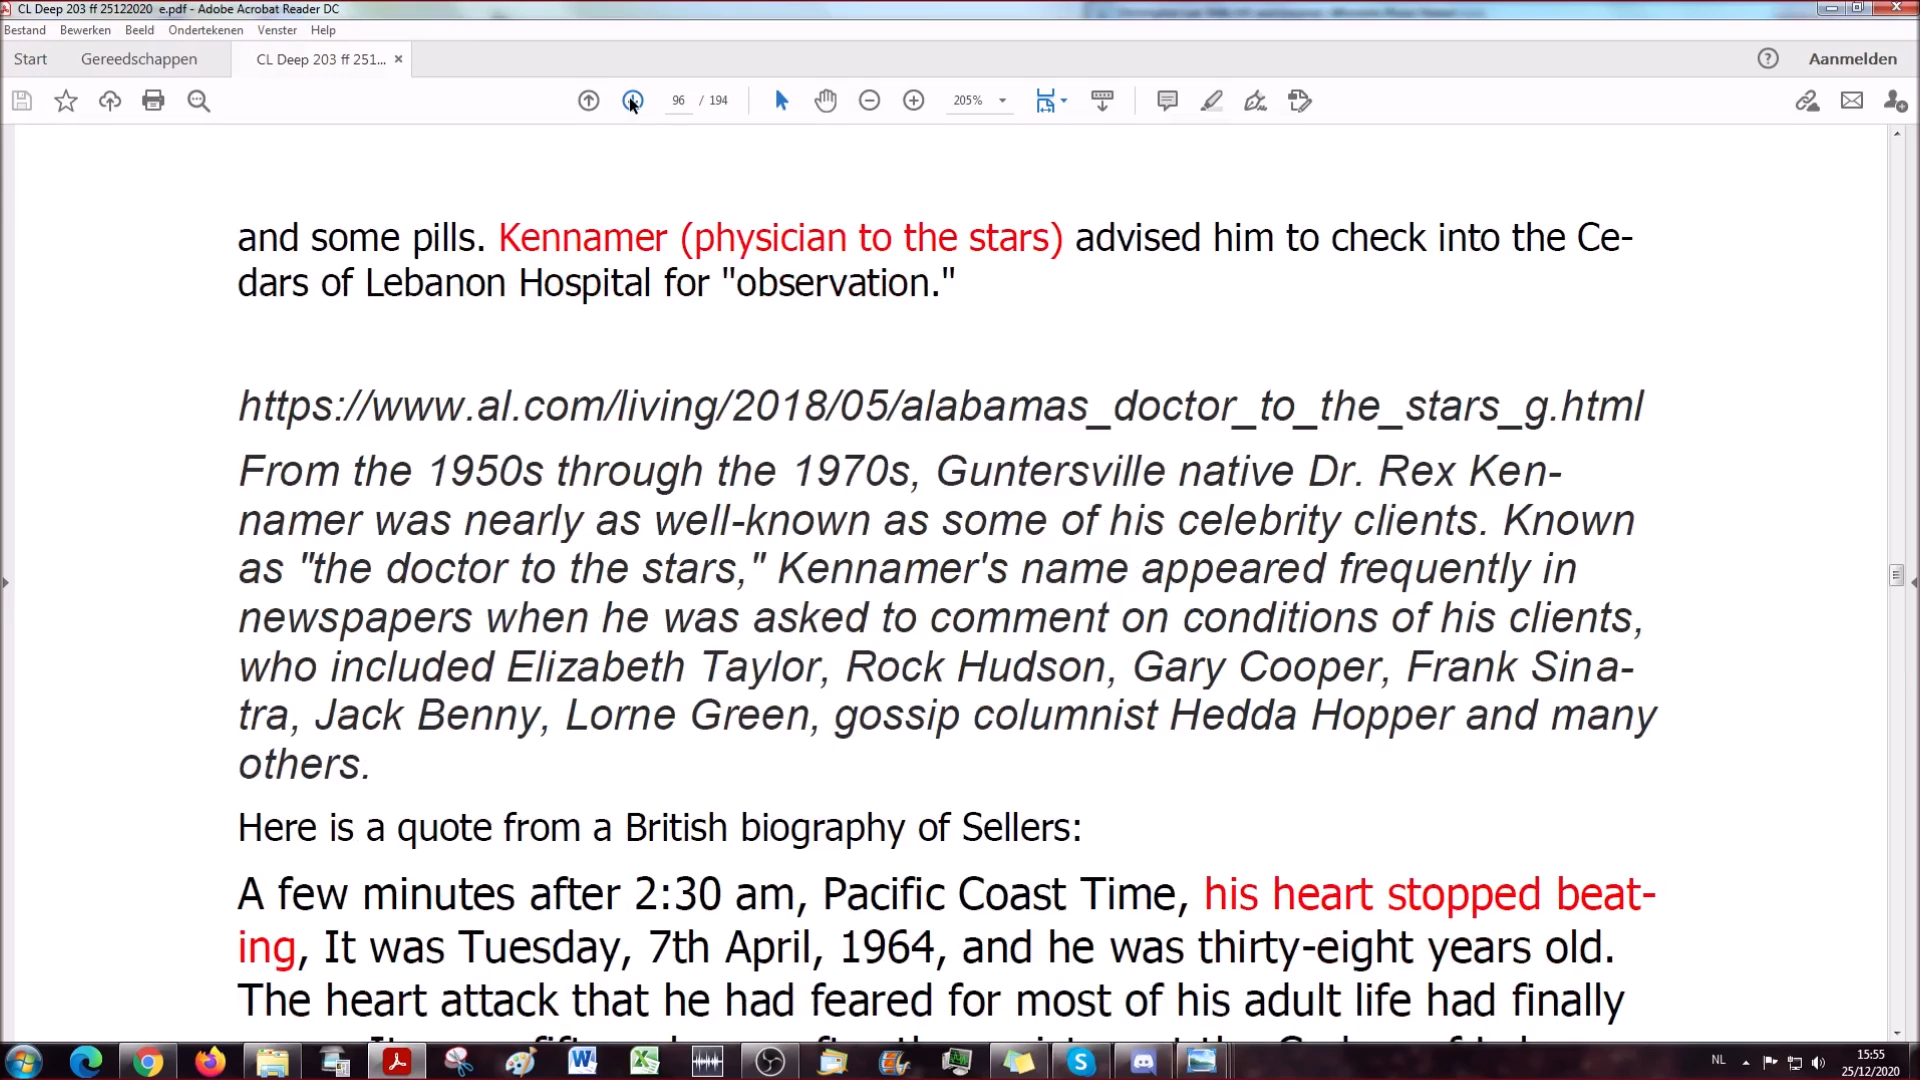 CL Deep 203 ff 25122020 e.pdf - Adobe Acrobat Reader DC
Bestand Bewerken Beeld Ondertekenen Venster Help
Start Gereedschappen CL Deep 203 ff 251... × Aanmelden
96 / 194 205%
and some pills. Kennamer (physician to the stars) advised him to check into the Ce-
dars of Lebanon Hospital for "observation."
https://www.al.com/living/2018/05/alabamas_doctor_to_the_stars_g.html
From the 1950s through the 1970s, Guntersville native Dr. Rex Ken-
namer was nearly as well-known as some of his celebrity clients. Known
as "the doctor to the stars," Kennamer's name appeared frequently in
newspapers when he was asked to comment on conditions of his clients,
who included Elizabeth Taylor, Rock Hudson, Gary Cooper, Frank Sina-
tra, Jack Benny, Lorne Green, gossip columnist Hedda Hopper and many
others.
Here is a quote from a British biography of Sellers:
A few minutes after 2:30 am, Pacific Coast Time, his heart stopped beat-
ing, It was Tuesday, 7th April, 1964, and he was thirty-eight years old.
The heart attack that he had feared for most of his adult life had finally
NL 15:55
25/12/2020